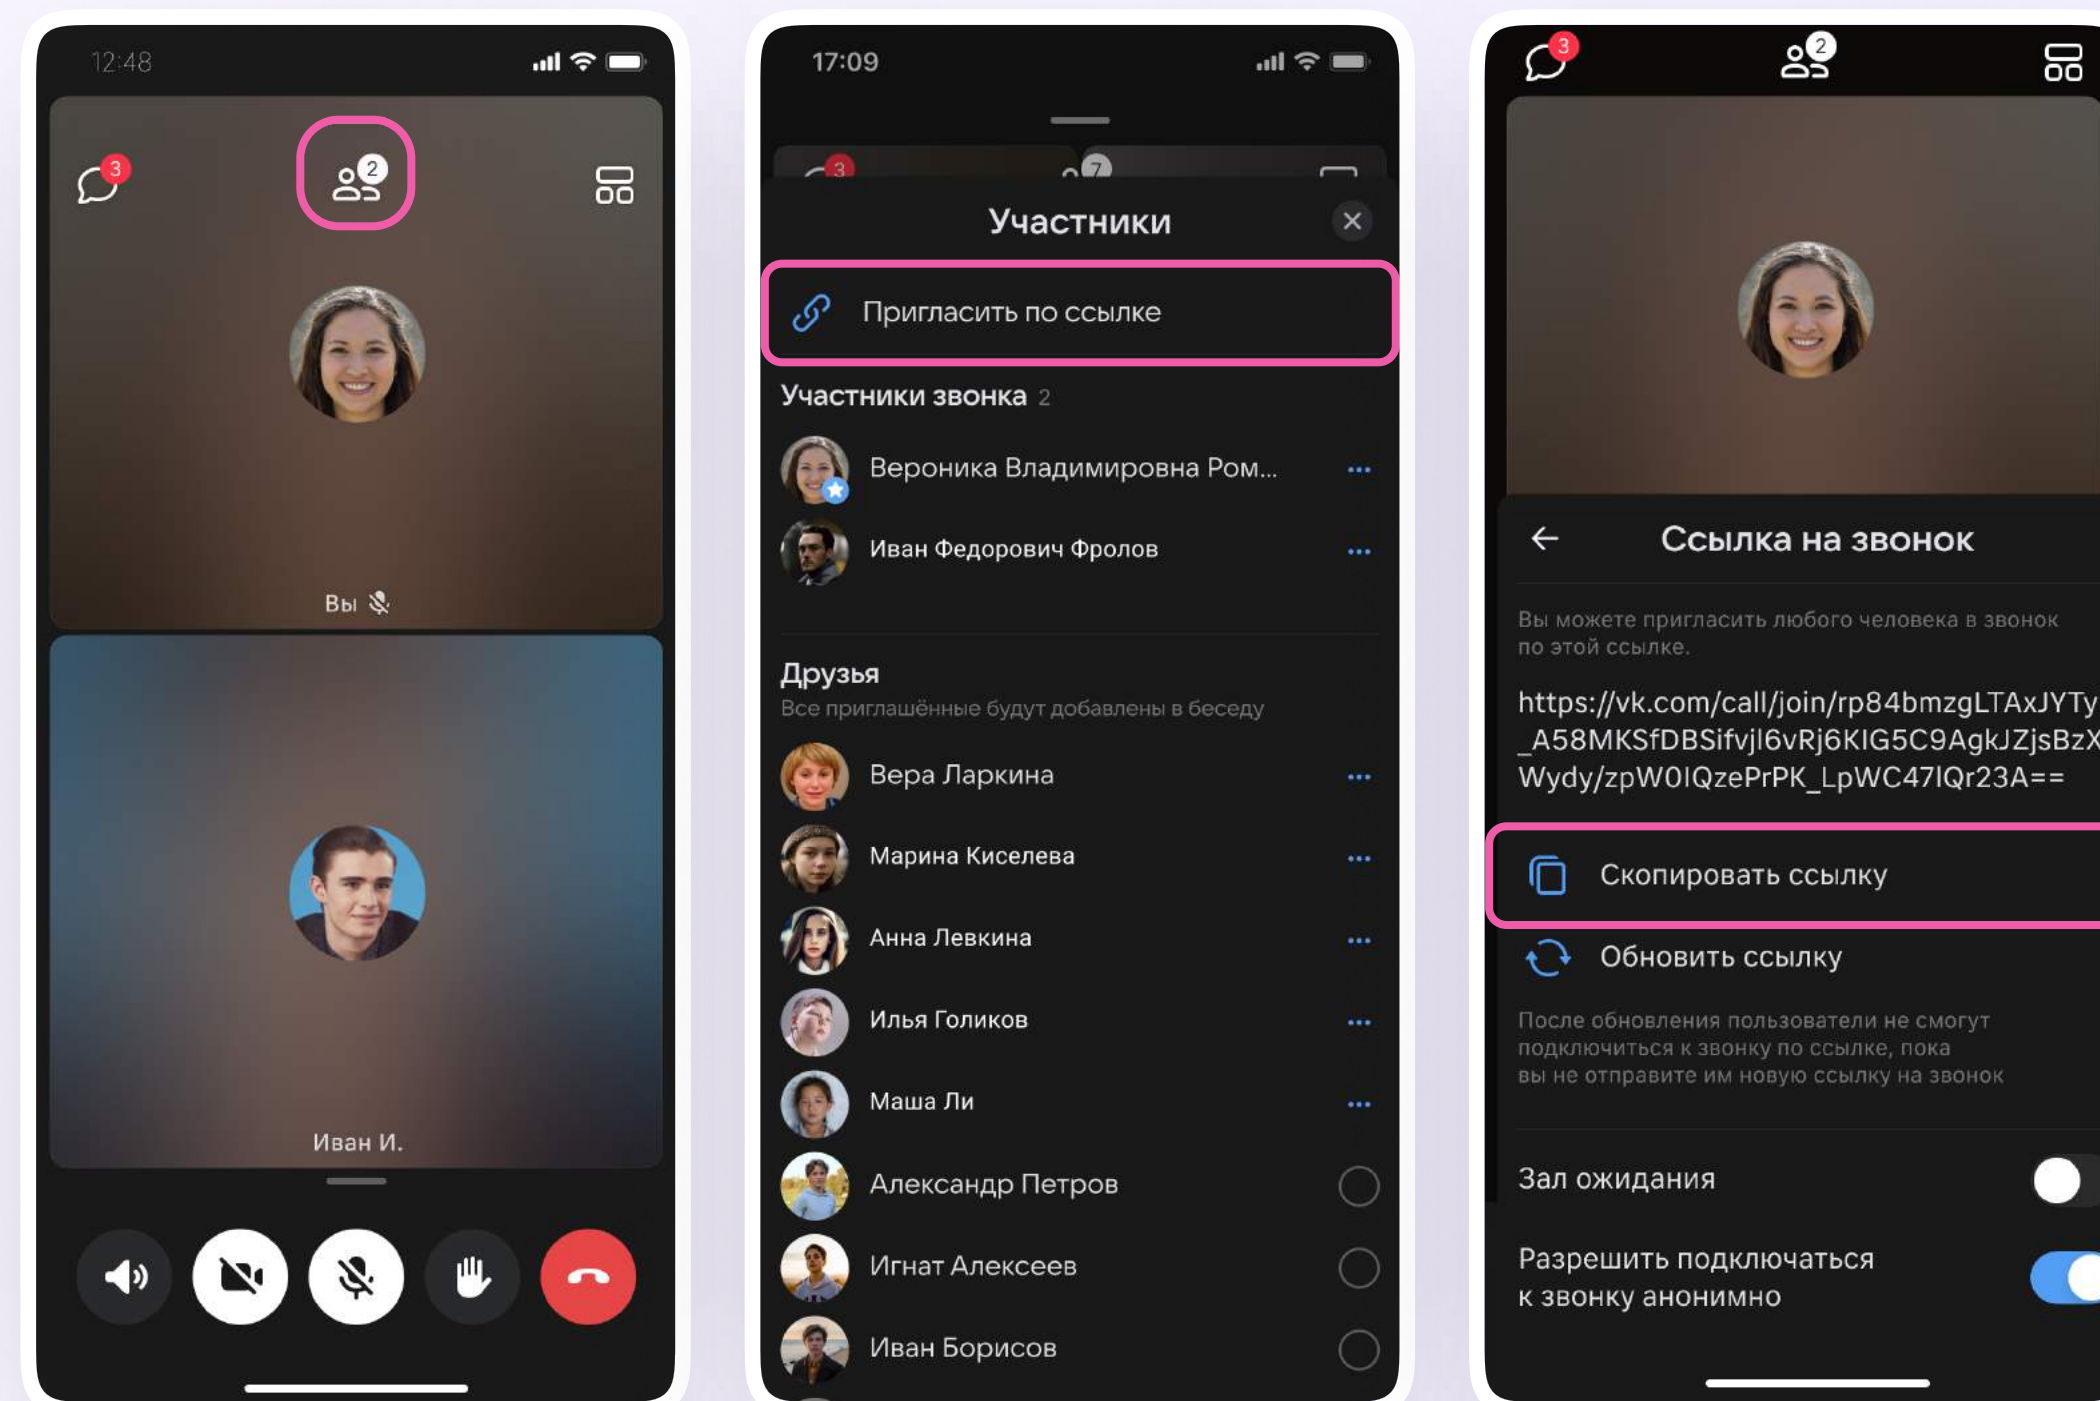 12:48
3
2
Вы
Иван И.
17:09
3
7
Участники
Пригласить по ссылке
Участники звонка 2
Вероника Владимировна Ром...
Иван Федорович Фролов
Друзья
Все приглашённые будут добавлены в беседу
Вера Ларкина
Марина Киселева
Анна Левкина
Илья Голиков
Маша Ли
Александр Петров
Игнат Алексеев
Иван Борисов
3
2
Ссылка на звонок
Вы можете пригласить любого человека в звонок
по этой ссылке.
https://vk.com/call/join/rp84bmzgLTAxJYTy
_A58MKSfDBSifvjl6vRj6KIG5C9AgkJZjsBzX
Wydy/zpW0IQzePrPK_LpWC47lQr23A==
Скопировать ссылку
Обновить ссылку
После обновления пользователи не смогут
подключиться к звонку по ссылке, пока
вы не отправите им новую ссылку на звонок
Зал ожидания
Разрешить подключаться
к звонку анонимно